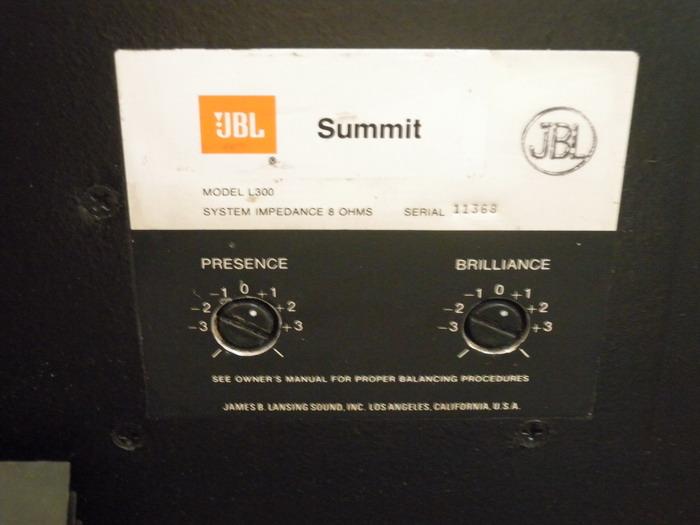 JBL Summit JBL
®
MODEL L300
SYSTEM IMPEDANCE 8 OHMS SERIAL 11368
PRESENCE BRILLIANCE
-3 -2 -1 0 +1 +2 +3 -3 -2 -1 0 +1 +2 +3
SEE OWNER'S MANUAL FOR PROPER BALANCING PROCEDURES
JAMES B. LANSING SOUND, INC. LOS ANGELES, CALIFORNIA, U.S.A.